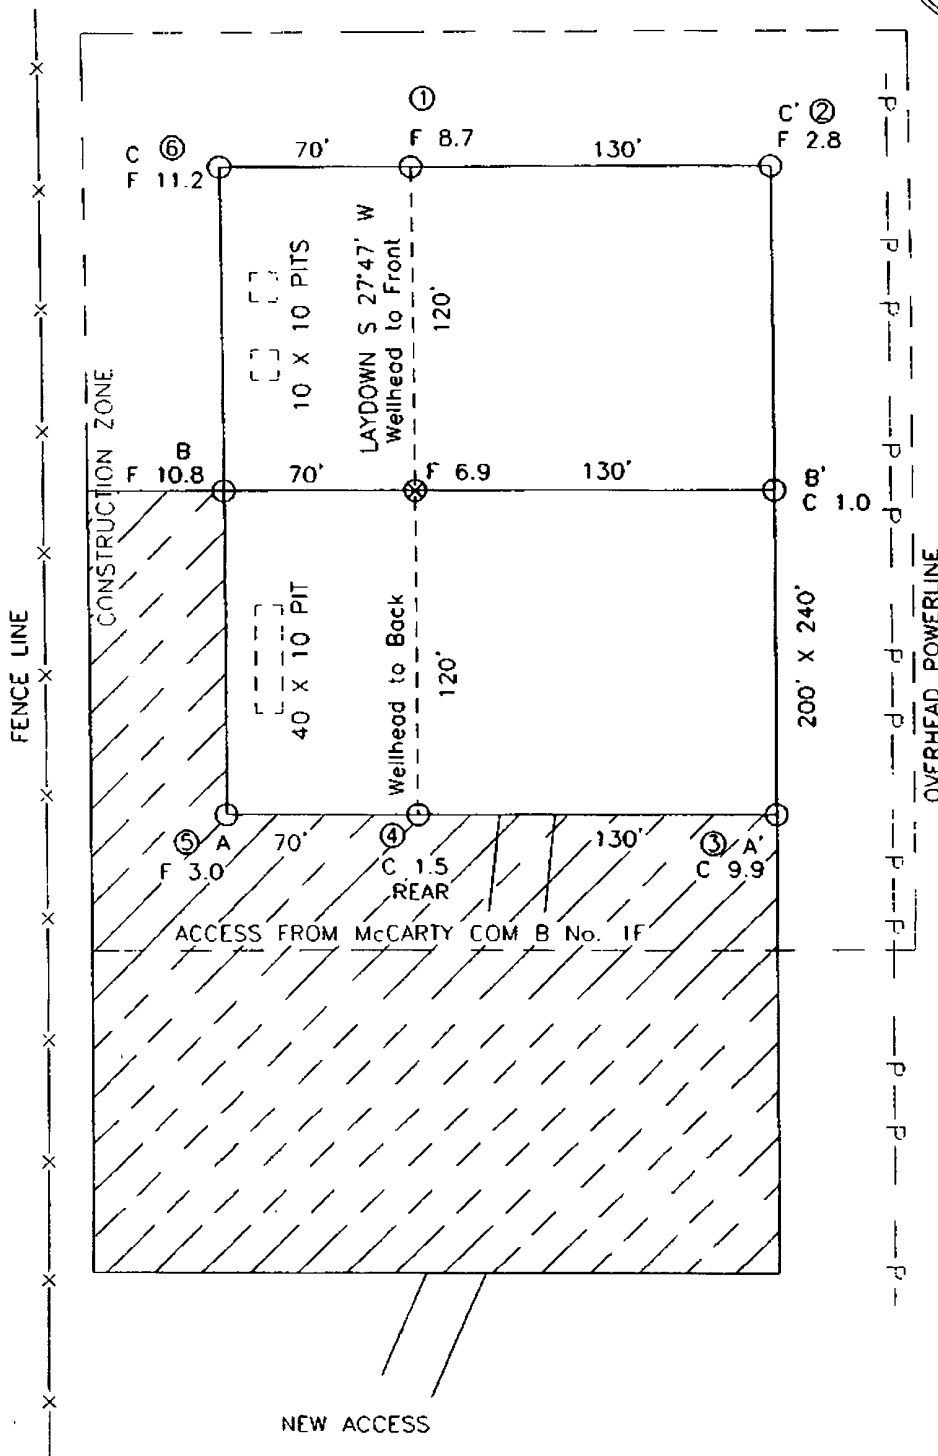 ①
C ⑥
F 11.2
70'
F 8.7
130'
C' ②
F 2.8
10 X 10 PITS
LAYDOWN S 27°47' W
Wellhead to Front
120'
CONSTRUCTION ZONE
B
F 10.8
70'
F 6.9
130'
B'
C 1.0
FENCE LINE
40 X 10 PIT
Wellhead to Back
120'
200' X 240'
OVERHEAD POWERLINE
⑤ A
F 3.0
70'
④
C 1.5
REAR
130'
③ A'
C 9.9
ACCESS FROM McCARTY COM B No. 1F
NEW ACCESS
X X X X X X X X X X X X
P P P P P P P P P P P